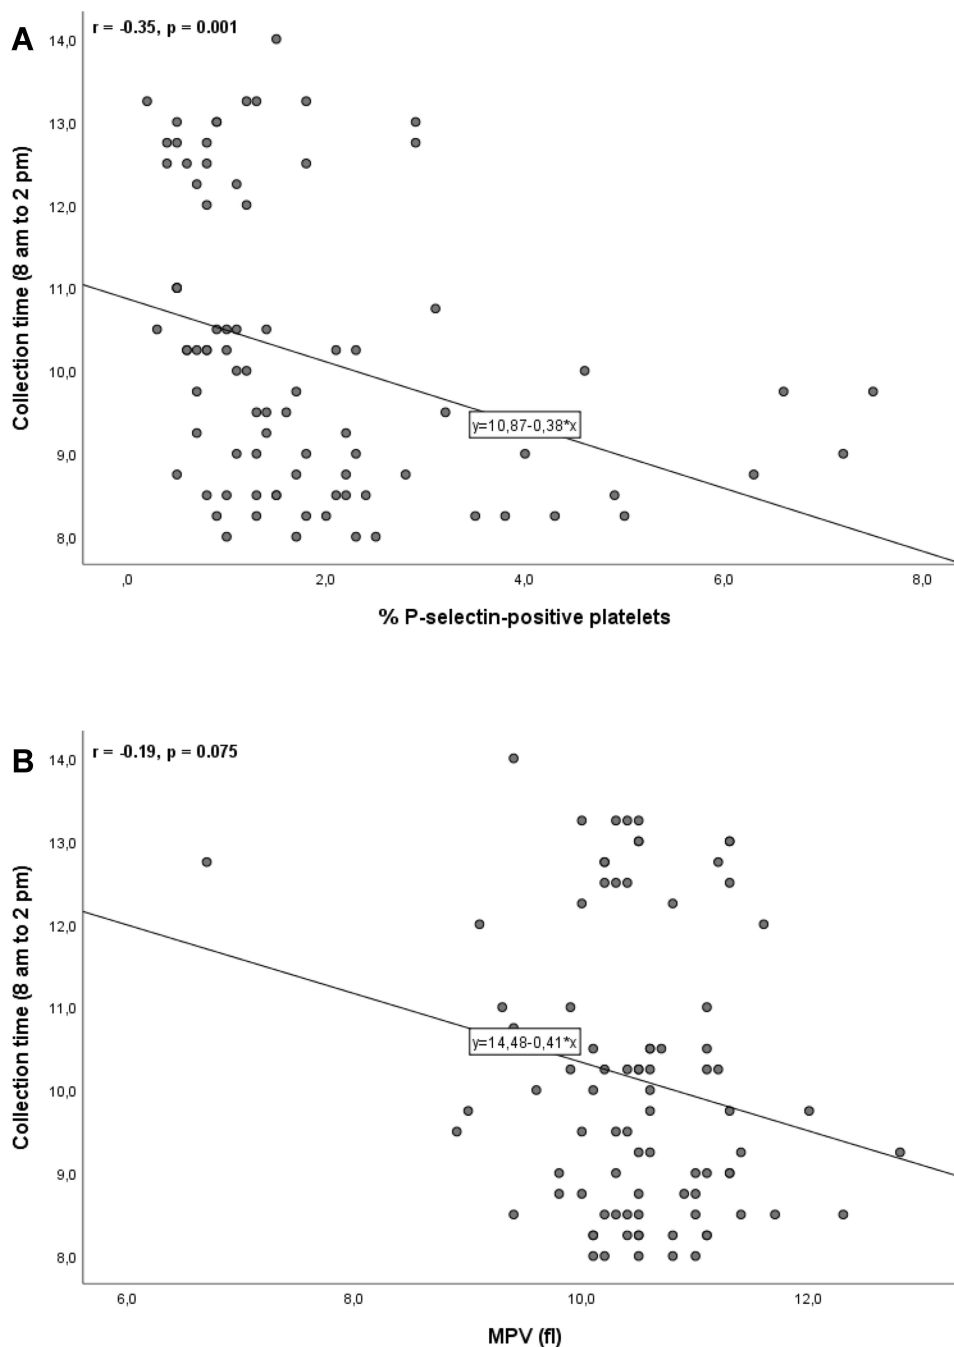 A
r = -0.35, p = 0.001
14,0
13,0
12,0
11,0
10,0
9,0
8,0
Collection time (8 am to 2 pm)
y=10,87-0,38*x
,0 2,0 4,0 6,0 8,0
% P-selectin-positive platelets
B
r = -0.19, p = 0.075
14,0
13,0
12,0
11,0
10,0
9,0
8,0
Collection time (8 am to 2 pm)
y=14,48-0,41*x
6,0 8,0 10,0 12,0
MPV (fl)